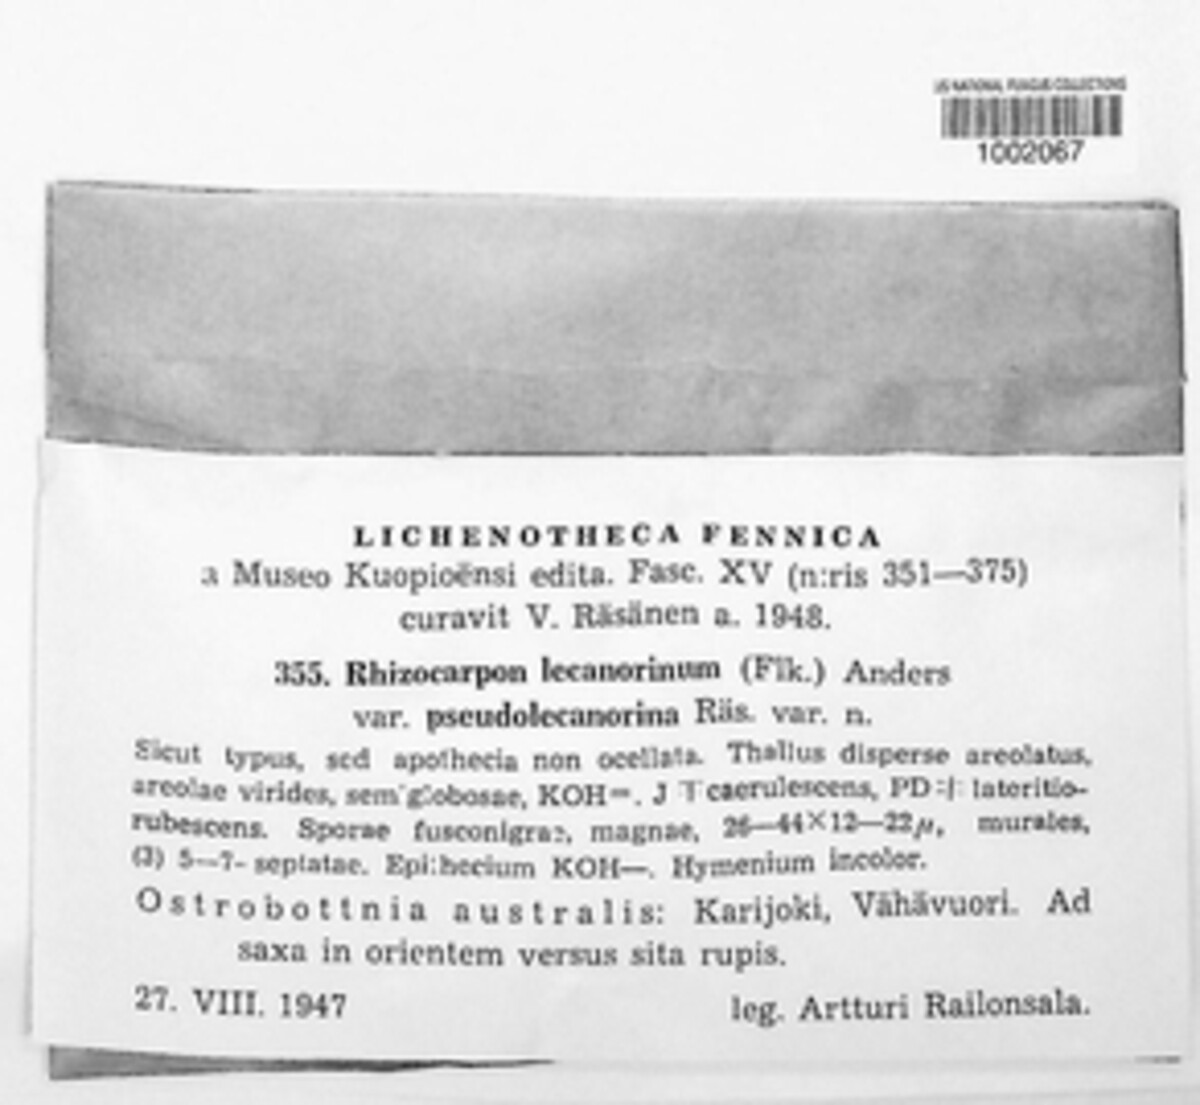 US NATIONAL FUNGUS COLLECTIONS
1002067
LICHENOTHECA FENNICA
a Museo Kuopioënsi edita. Fasc. XV (n:ris 351—375)
curavit V. Räsänen a. 1948.
355. Rhizocarpon lecanorinum (Flk.) Anders
var. pseudolecanorina Räs. var. n.
Sicut typus, sed apothecia non ocellata. Thallus disperse areolatus,
areolae virides, semiglobosae, KOH=. J + caerulescens, PD + lateritio-
rubescens. Sporae fusconigrae, magnae, 26—44×12—22μ, murales,
(3) 5—7- septatae. Epithecium KOH—. Hymenium incolor.
Ostrobottnia australis: Karijoki, Vähävuori. Ad
saxa in orientem versus sita rupis.
27. VIII. 1947 leg. Artturi Railonsala.